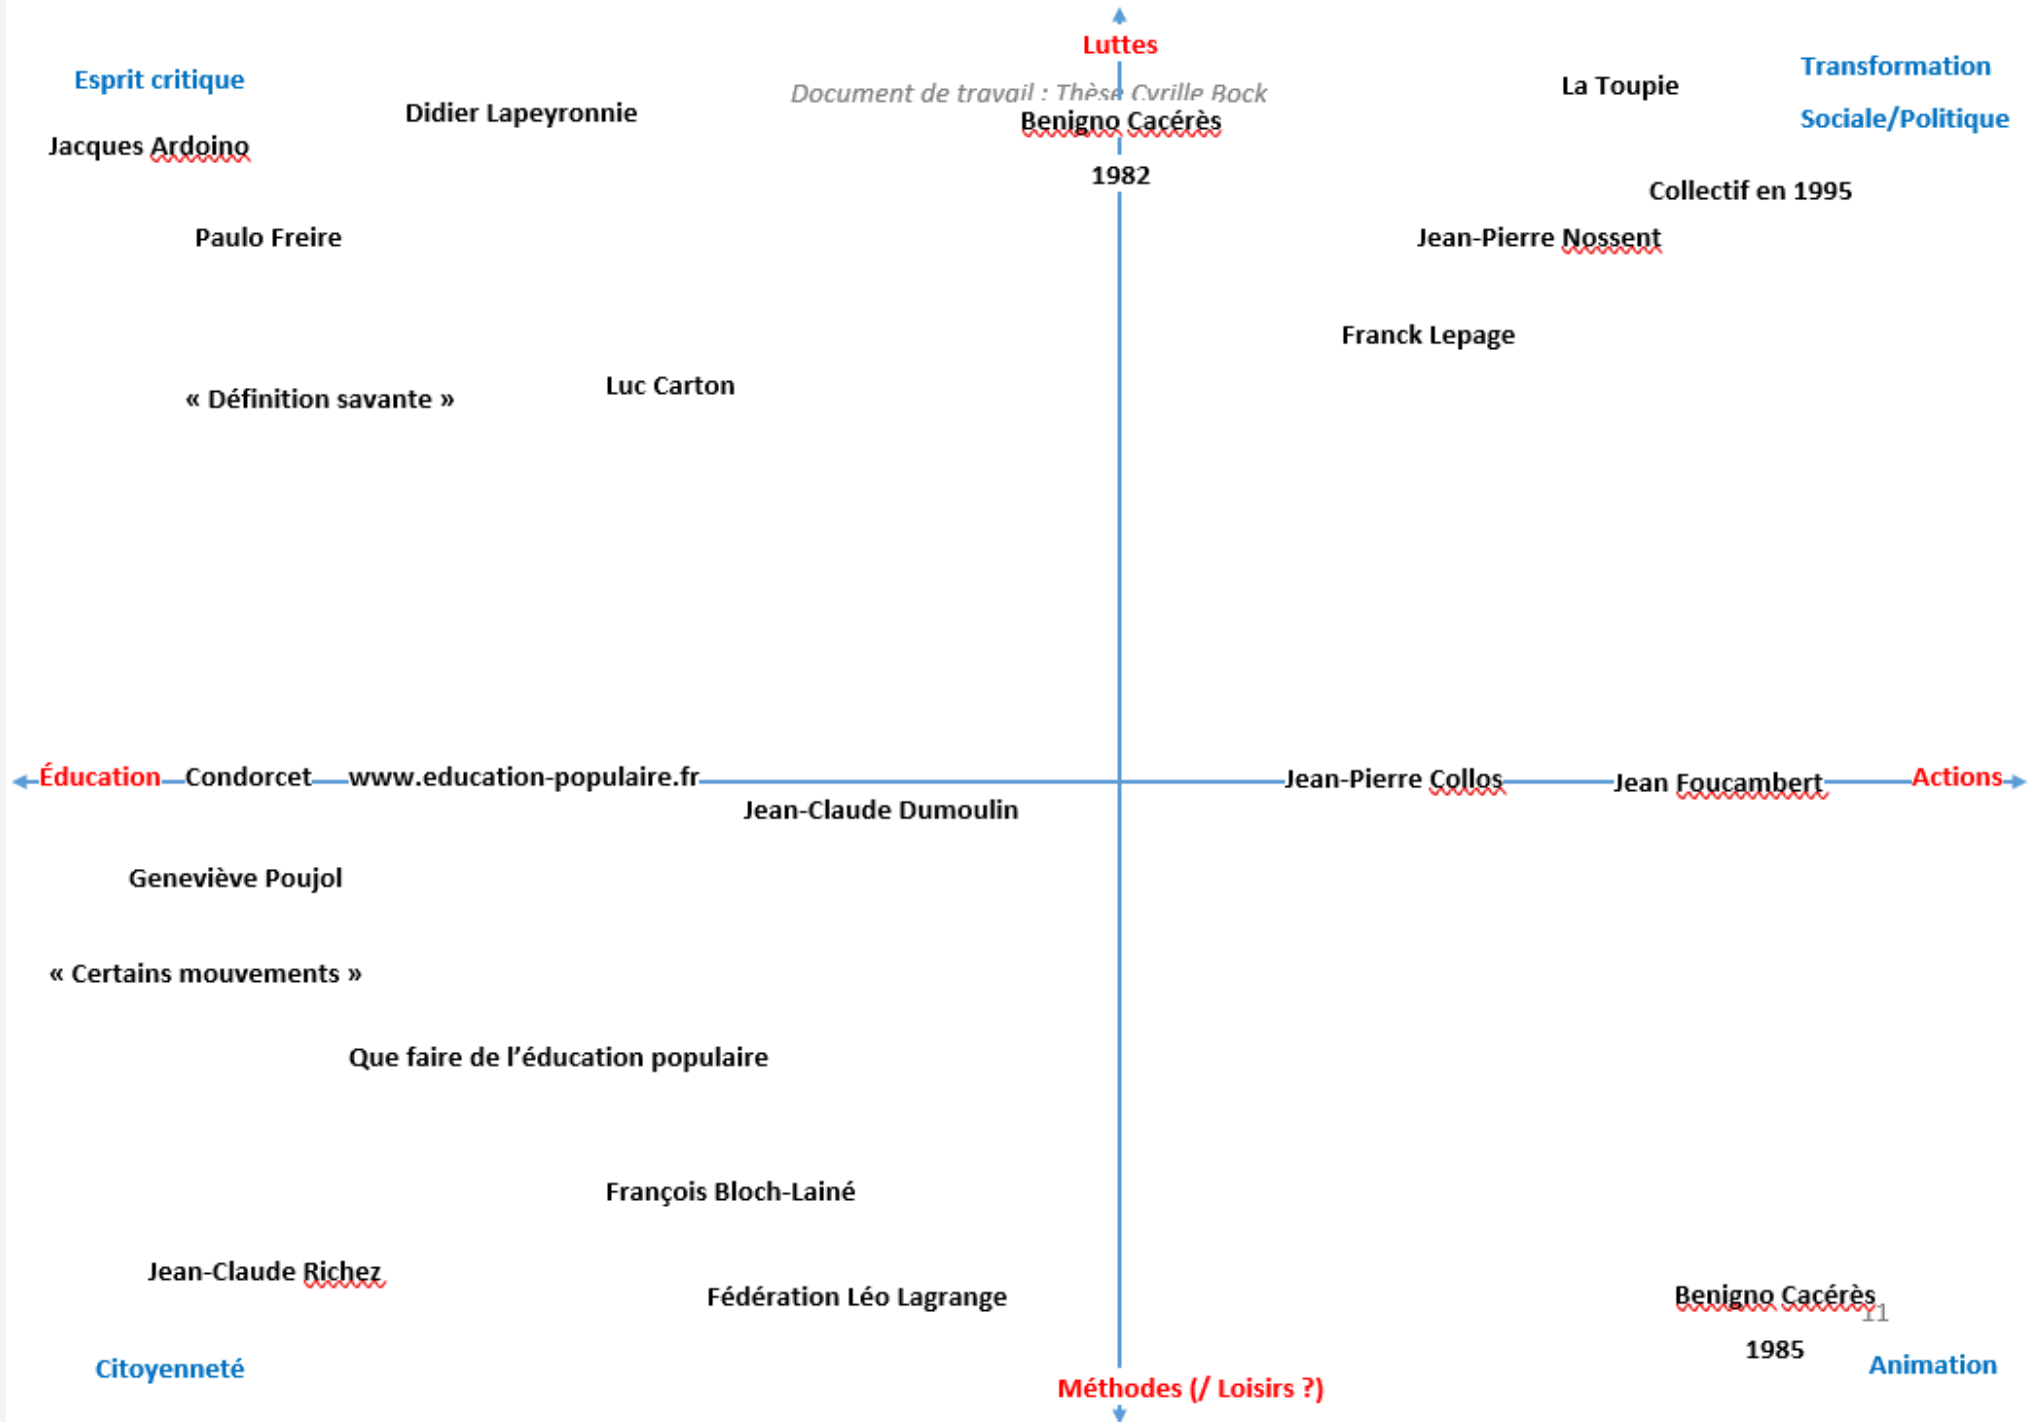 Luttes
Esprit critique
Transformation
La Toupie
Document de travail : Thèse Cyrille Bock
Didier Lapeyronnie
Benigno Cacérès
Sociale/Politique
Jacques Ardoino
1982
Collectif en 1995
Paulo Freire
Jean-Pierre Nossent
Franck Lepage
Luc Carton
« Définition savante »
Éducation
Condorcet
www.education-populaire.fr
Jean-Pierre Collos
Jean Foucambert
Actions
Jean-Claude Dumoulin
Geneviève Poujol
« Certains mouvements »
Que faire de l’éducation populaire
François Bloch-Lainé
Jean-Claude Richez
Fédération Léo Lagrange
Benigno Cacérès
11
1985
Citoyenneté
Animation
Méthodes (/ Loisirs ?)